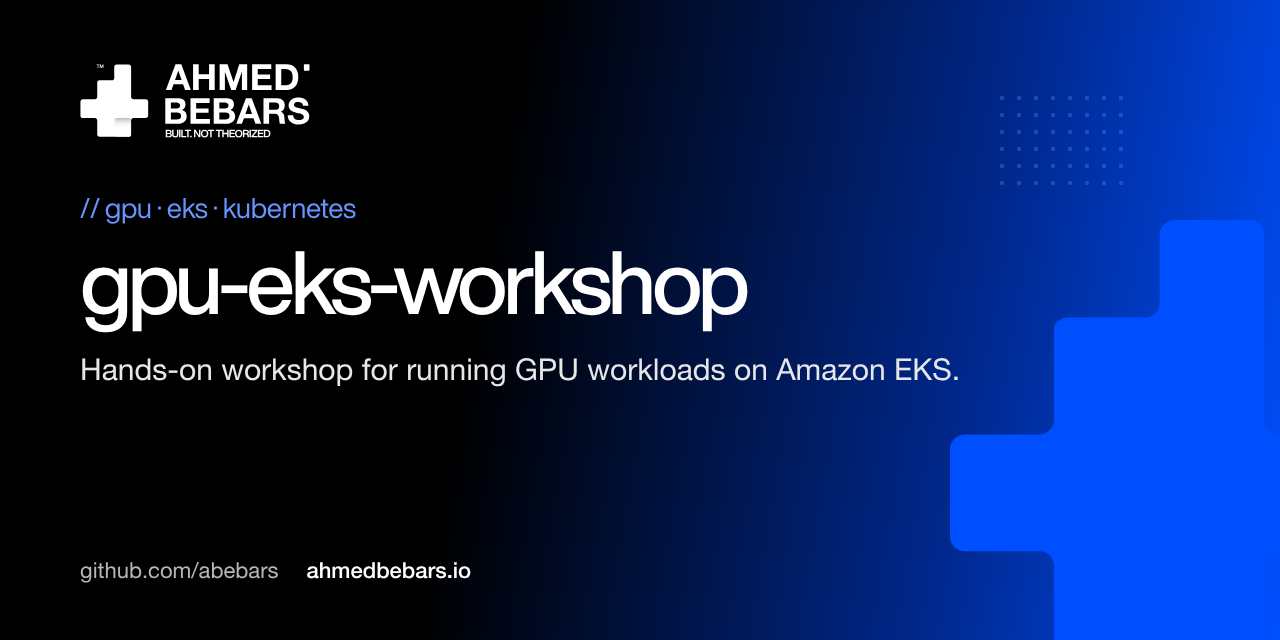 ™
AHMED
BEBARS
BUILT. NOT THEORIZED
// gpu · eks · kubernetes
gpu-eks-workshop
Hands-on workshop for running GPU workloads on Amazon EKS.
github.com/abebars ahmedbebars.io